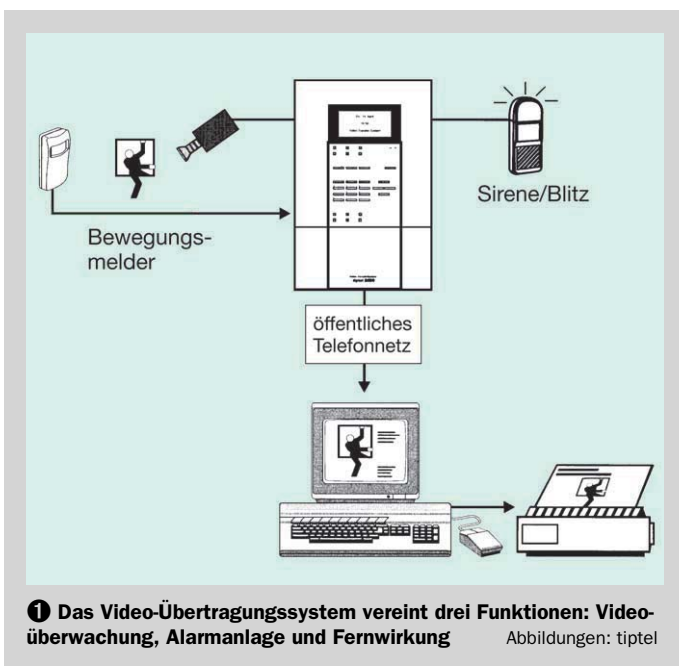 Sirene/Blitz
Bewegungs-
melder
öffentliches
Telefonnetz
❶ Das Video-Übertragungssystem vereint drei Funktionen: Video-
überwachung, Alarmanlage und Fernwirkung Abbildungen: tiptel